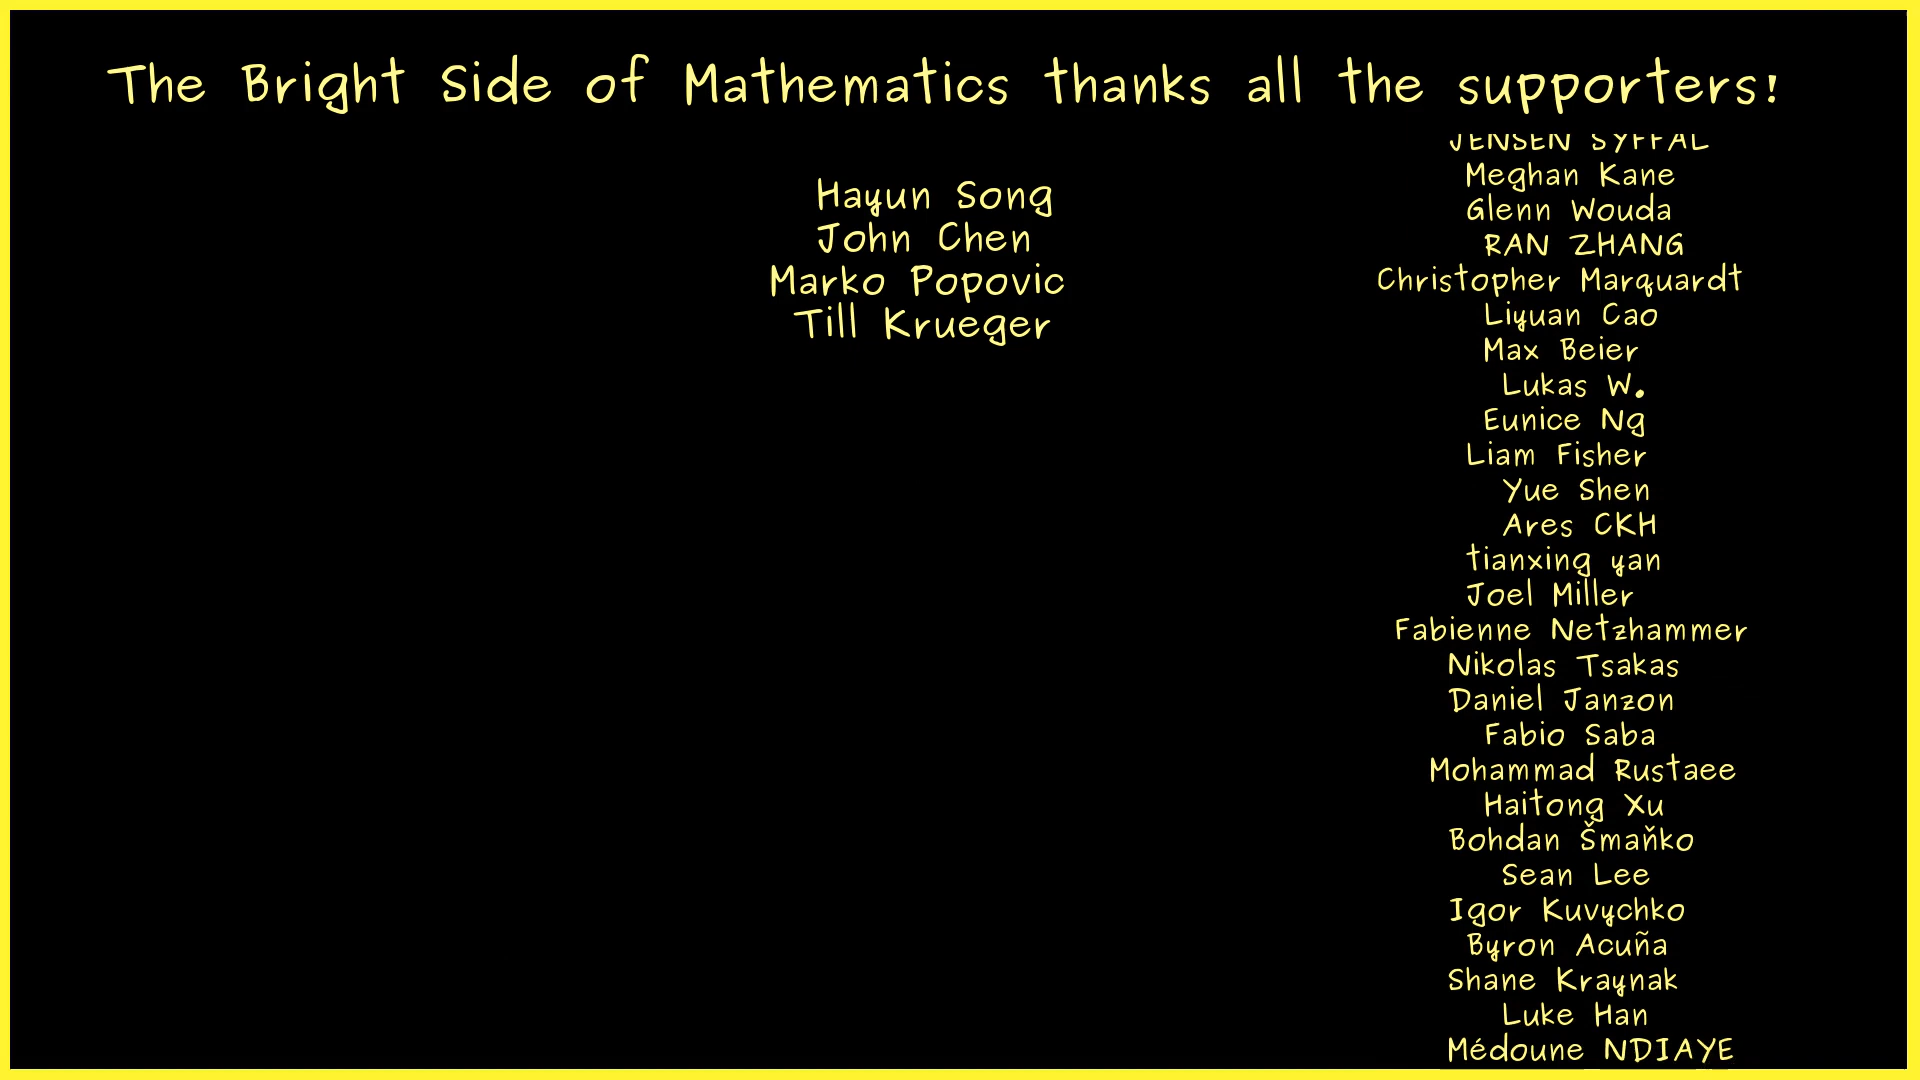 The Bright Side of Mathematics thanks all the supporters!
Hayun Song
John Chen
Marko Popovic
Till Krueger
JENSEN
Meghan Kane
Glenn Wouda
RAN ZHANG
Christopher Marquardt
Liyuan Cao
Max Beier
Lukas W.
Eunice Ng
Liam Fisher
Yue Shen
Ares CKH
tianxing yan
Joel Miller
Fabienne Netzhammer
Nikolas Tsakas
Daniel Janzon
Fabio Saba
Mohammad Rustaee
Haitong Xu
Bohdan Šmaňko
Sean Lee
Igor Kuvychko
Byron Acuña
Shane Kraynak
Luke Han
Médoune NDIAYE